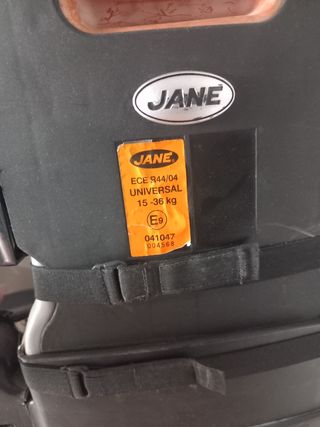 JANE
JANE
ECE R44/04
UNIVERSAL
15 -36 kg
E9
041047
004568